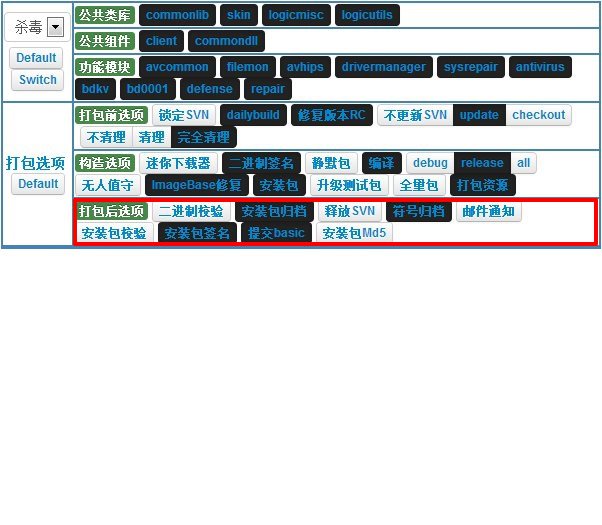 杀毒
Default
Switch
公共类库 commonlib skin logicmisc logicutils
公共组件 client commondll
功能模块 avcommon filemon avhips drivermanager sysrepair antivirus
bdkv bd0001 defense repair
打包选项
Default
打包前选项 锁定SVN dailybuild 修复版本RC 不更新SVN update checkout
不清理 清理 完全清理
构造选项 迷你下载器 二进制签名 静默包 编译 debug release all
无人值守 ImageBase修复 安装包 升级测试包 全量包 打包资源
打包后选项 二进制校验 安装包归档 释放SVN 符号归档 邮件通知
安装包校验 安装包签名 提交basic 安装包Md5